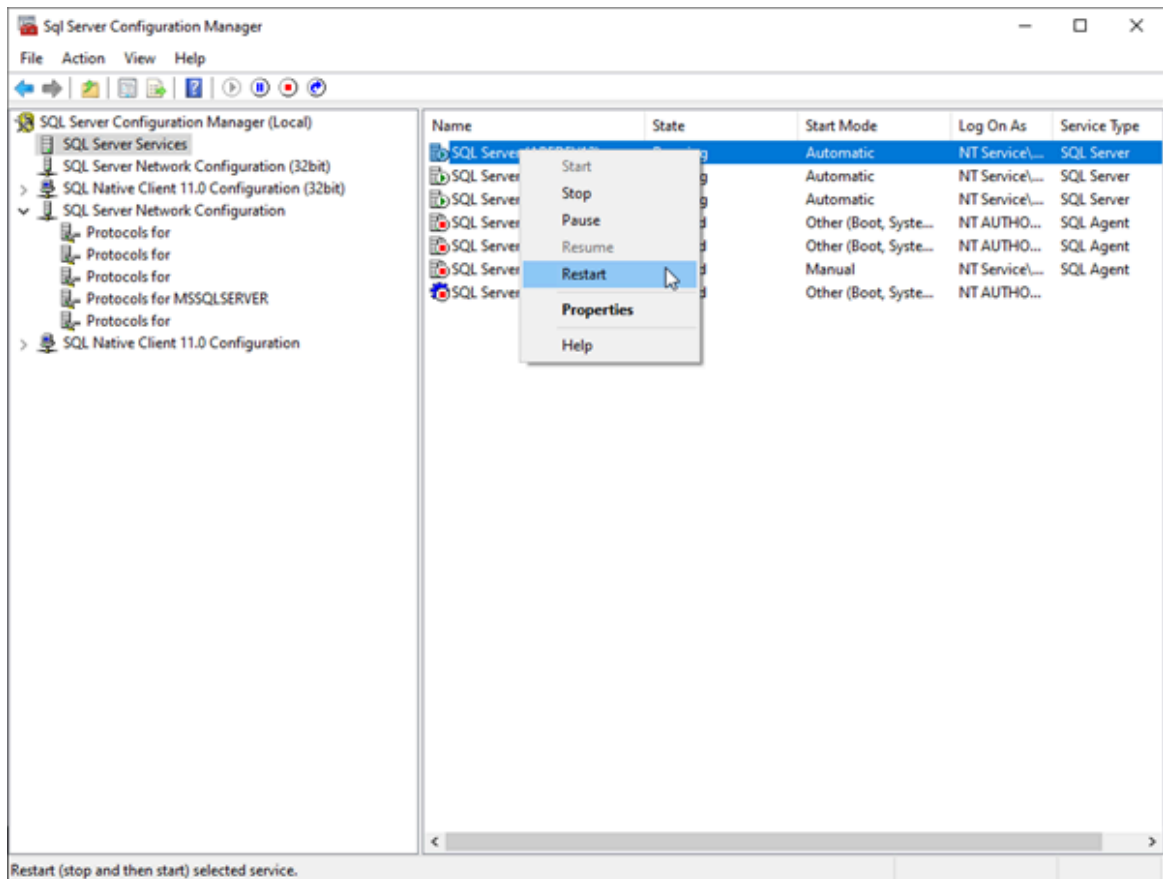 Sql Server Configuration Manager
File Action View Help
SQL Server Configuration Manager (Local)
SQL Server Services
SQL Server Network Configuration (32bit)
SQL Native Client 11.0 Configuration (32bit)
SQL Server Network Configuration
Protocols for
Protocols for
Protocols for
Protocols for MSSQLSERVER
Protocols for
SQL Native Client 11.0 Configuration
Name State Start Mode Log On As Service Type
SQL Server Automatic NT Service\... SQL Server
SQL Server Automatic NT Service\... SQL Server
SQL Server Automatic NT Service\... SQL Server
SQL Server Other (Boot, Syste... NT AUTHO... SQL Agent
SQL Server Other (Boot, Syste... NT AUTHO... SQL Agent
SQL Server Manual NT Service\... SQL Agent
SQL Server Other (Boot, Syste... NT AUTHO...
Start
Stop
Pause
Resume
Restart
Properties
Help
Restart (stop and then start) selected service.